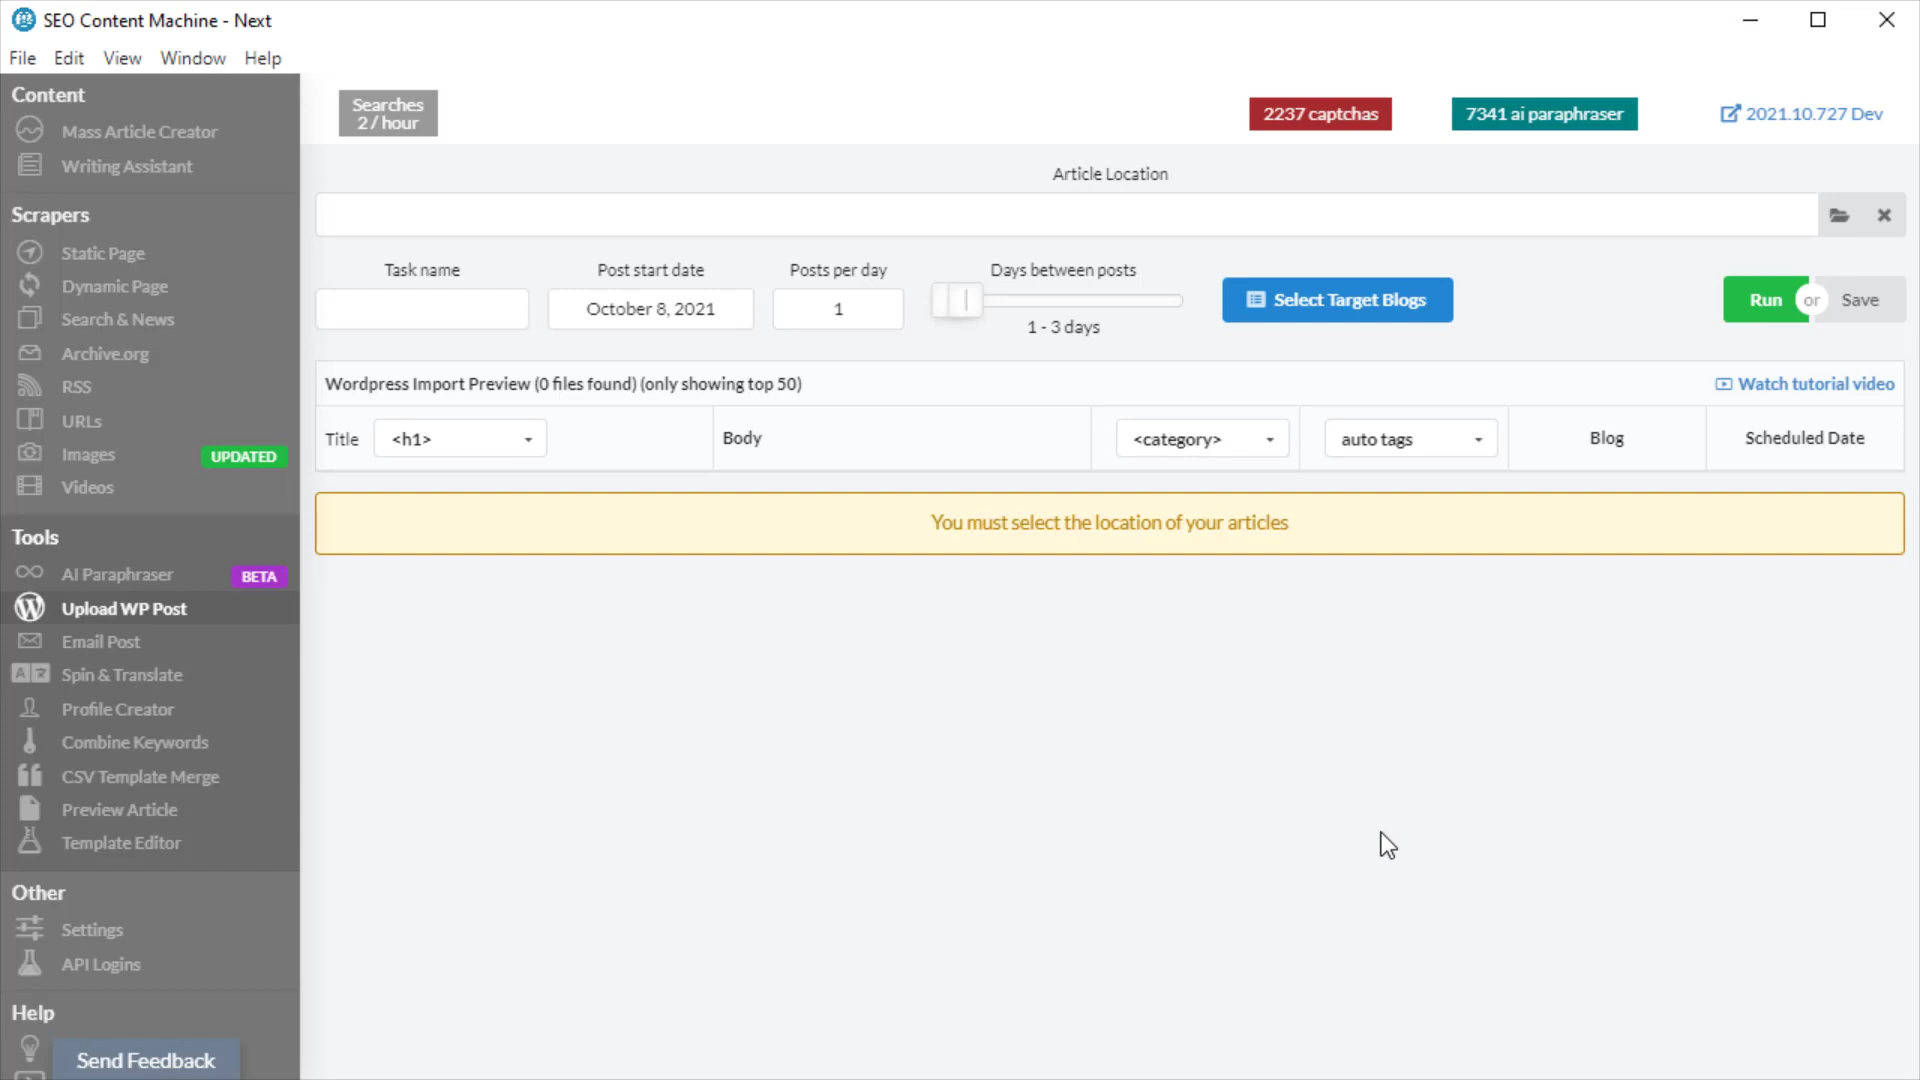 SEO Content Machine - Next
File Edit View Window Help
Content
Mass Article Creator
Writing Assistant
Scrapers
Static Page
Dynamic Page
Search & News
Archive.org
RSS
URLs
Images UPDATED
Videos
Tools
AI Paraphraser BETA
Upload WP Post
Email Post
Spin & Translate
Profile Creator
Combine Keywords
CSV Template Merge
Preview Article
Template Editor
Other
Settings
API Logins
Help
Send Feedback
Searches
2 / hour
2237 captchas
7341 ai paraphraser
2021.10.727 Dev
Article Location
Task name
Post start date
October 8, 2021
Posts per day
1
Days between posts
1 - 3 days
Select Target Blogs
Run or Save
Wordpress Import Preview (0 files found) (only showing top 50)
Watch tutorial video
Title <h1> Body <category> auto tags Blog Scheduled Date
You must select the location of your articles